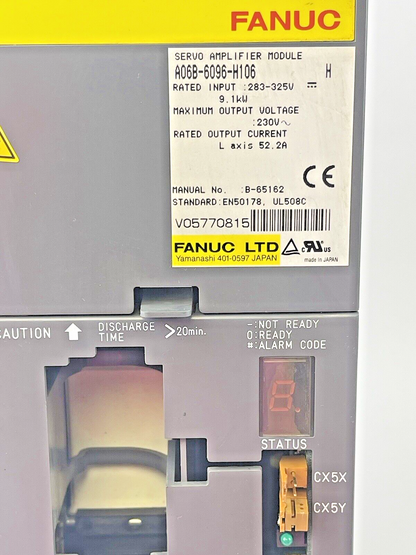 FANUC
SERVO AMPLIFIER MODULE
A06B-6096-H106 H
RATED INPUT :283-325V ⎓
9.1kW
MAXIMUM OUTPUT VOLTAGE
:230V~
RATED OUTPUT CURRENT
L axis 52.2A
CE
MANUAL No. :B-65162
STANDARD:EN50178, UL508C
V05770815
FANUC LTD
Yamanashi 401-0597 JAPAN
c UR us
made in JAPAN
CAUTION ↑ DISCHARGE TIME >20min.
-:NOT READY
0:READY
#:ALARM CODE
STATUS
CX5X
CX5Y